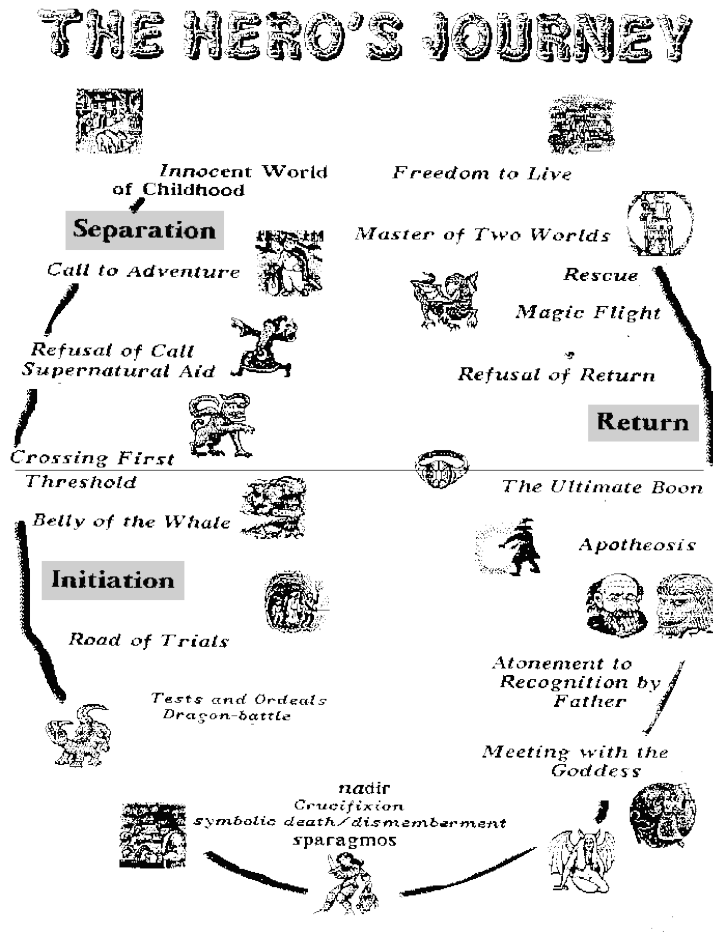 THE HERO'S JOURNEY
Innocent World
of Childhood
Separation
Call to Adventure
Refusal of Call
Supernatural Aid
Crossing First
Threshold
Belly of the Whale
Initiation
Road of Trials
Tests and Ordeals
Dragon-battle
nadir
Crucifixion
symbolic death/dismemberment
sparagmos
Meeting with the
Goddess
Atonement to
Recognition by
Father
Apotheosis
The Ultimate Boon
Return
Refusal of Return
Magic Flight
Rescue
Master of Two Worlds
Freedom to Live